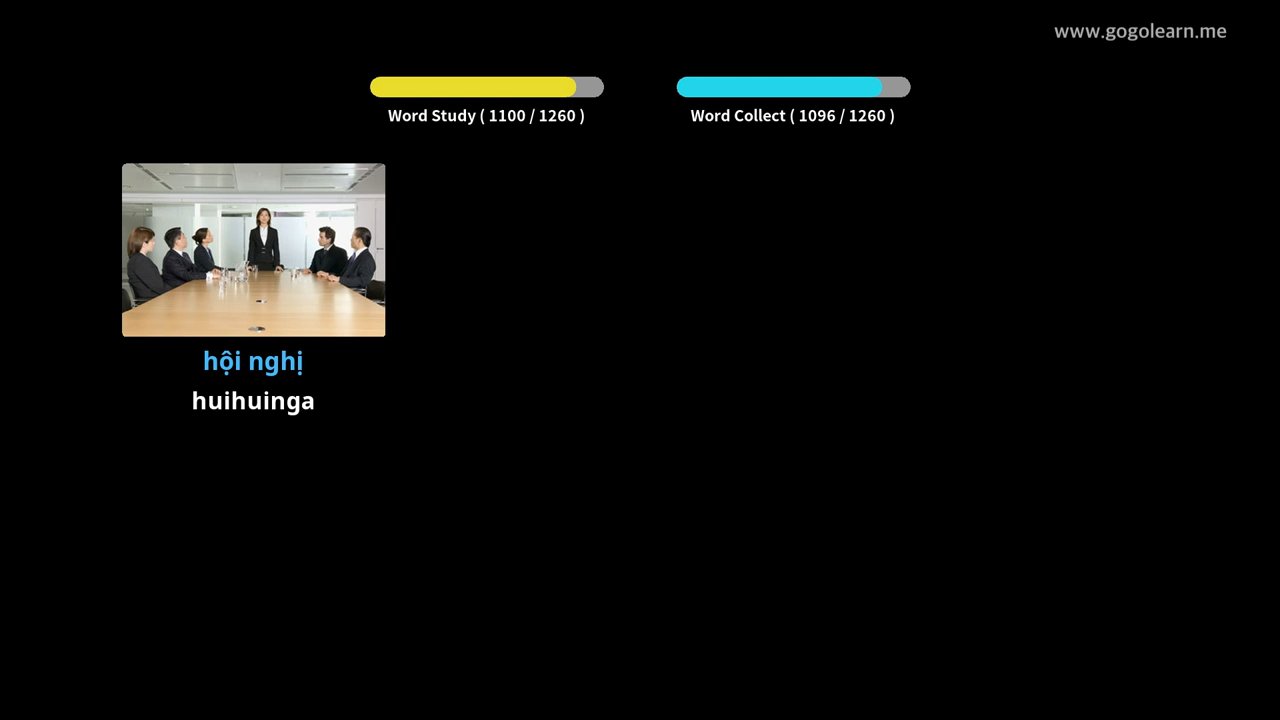 www.gogolearn.me
Word Study ( 1100 / 1260 )
Word Collect ( 1096 / 1260 )
hội nghị
huihuinga